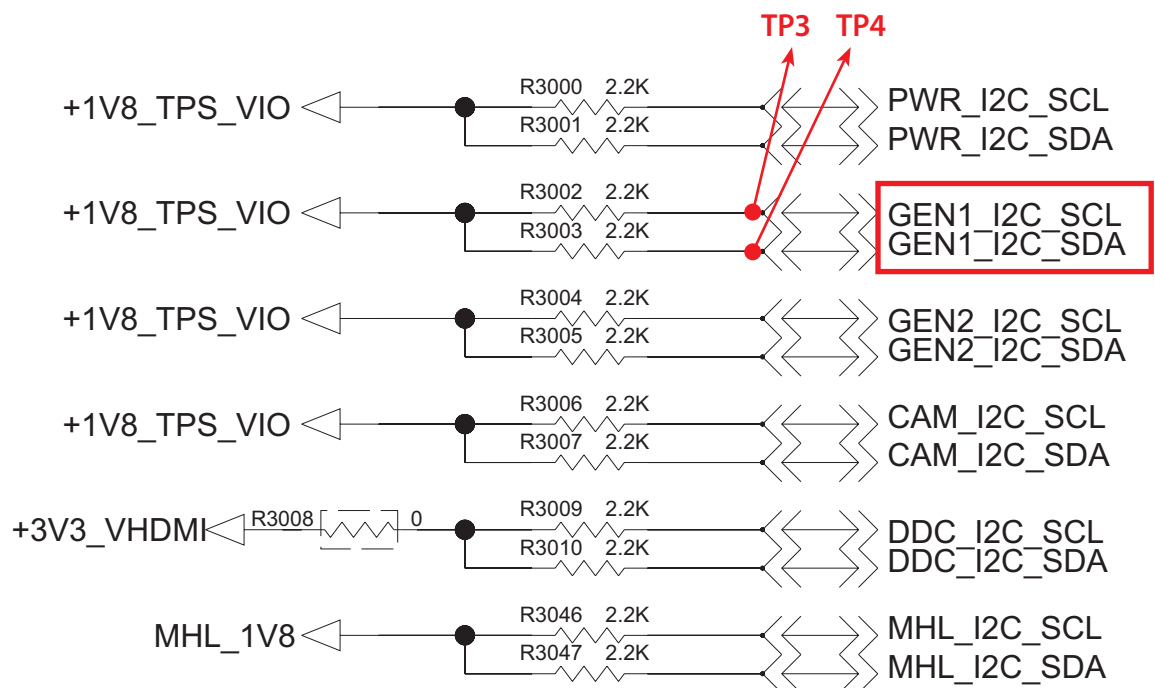 TP3 TP4
R3000 2.2K
+1V8_TPS_VIO
PWR_I2C_SCL
R3001 2.2K
PWR_I2C_SDA
R3002 2.2K
+1V8_TPS_VIO
GEN1_I2C_SCL
R3003 2.2K
GEN1_I2C_SDA
R3004 2.2K
+1V8_TPS_VIO
GEN2_I2C_SCL
R3005 2.2K
GEN2_I2C_SDA
R3006 2.2K
+1V8_TPS_VIO
CAM_I2C_SCL
R3007 2.2K
CAM_I2C_SDA
R3009 2.2K
+3V3_VHDMI
R3008 0
DDC_I2C_SCL
R3010 2.2K
DDC_I2C_SDA
R3046 2.2K
MHL_1V8
MHL_I2C_SCL
R3047 2.2K
MHL_I2C_SDA